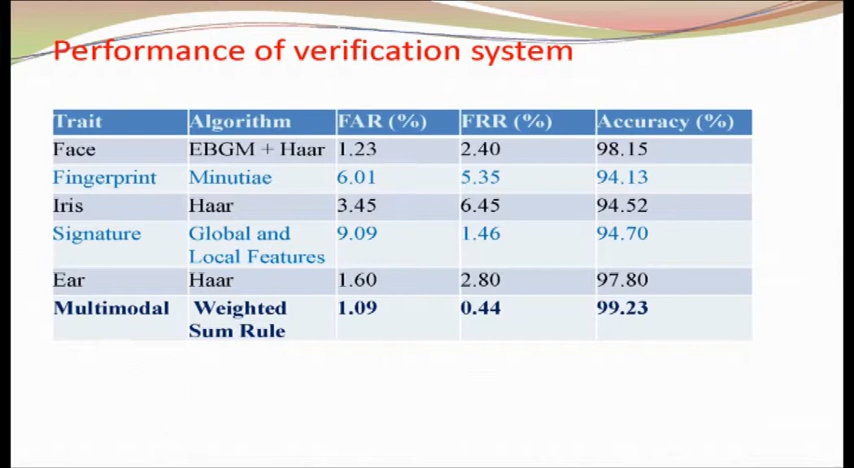 Performance of verification system
Trait Algorithm FAR (%) FRR (%) Accuracy (%)
Face EBGM + Haar 1.23 2.40 98.15
Fingerprint Minutiae 6.01 5.35 94.13
Iris Haar 3.45 6.45 94.52
Signature Global and 9.09 1.46 94.70
Local Features
Ear Haar 1.60 2.80 97.80
Multimodal Weighted 1.09 0.44 99.23
Sum Rule